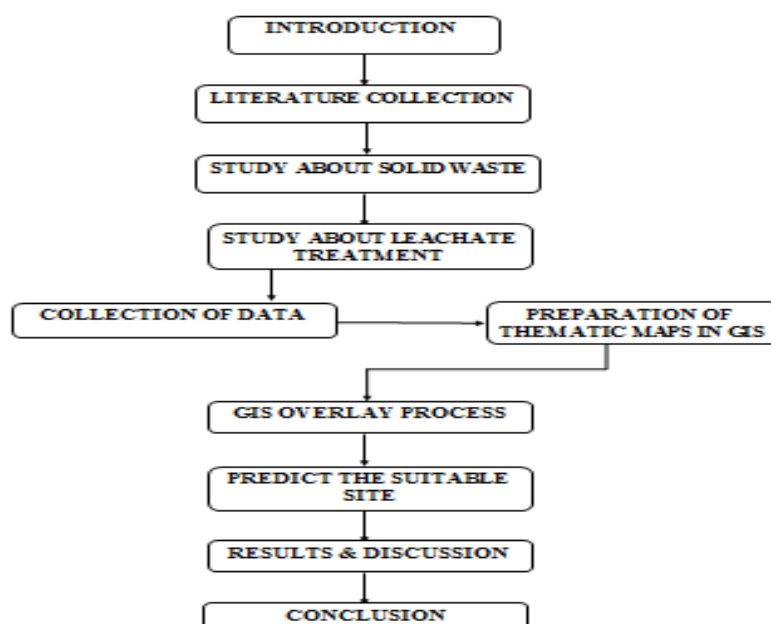 INTRODUCTION
LITERATURE COLLECTION
STUDY ABOUT SOLID WASTE
STUDY ABOUT LEACHATE
TREATMENT
COLLECTION OF DATA
PREPARATION OF
THEMATIC MAPS IN GIS
GIS OVERLAY PROCESS
PREDICT THE SUITABLE
SITE
RESULTS & DISCUSSION
CONCLUSION